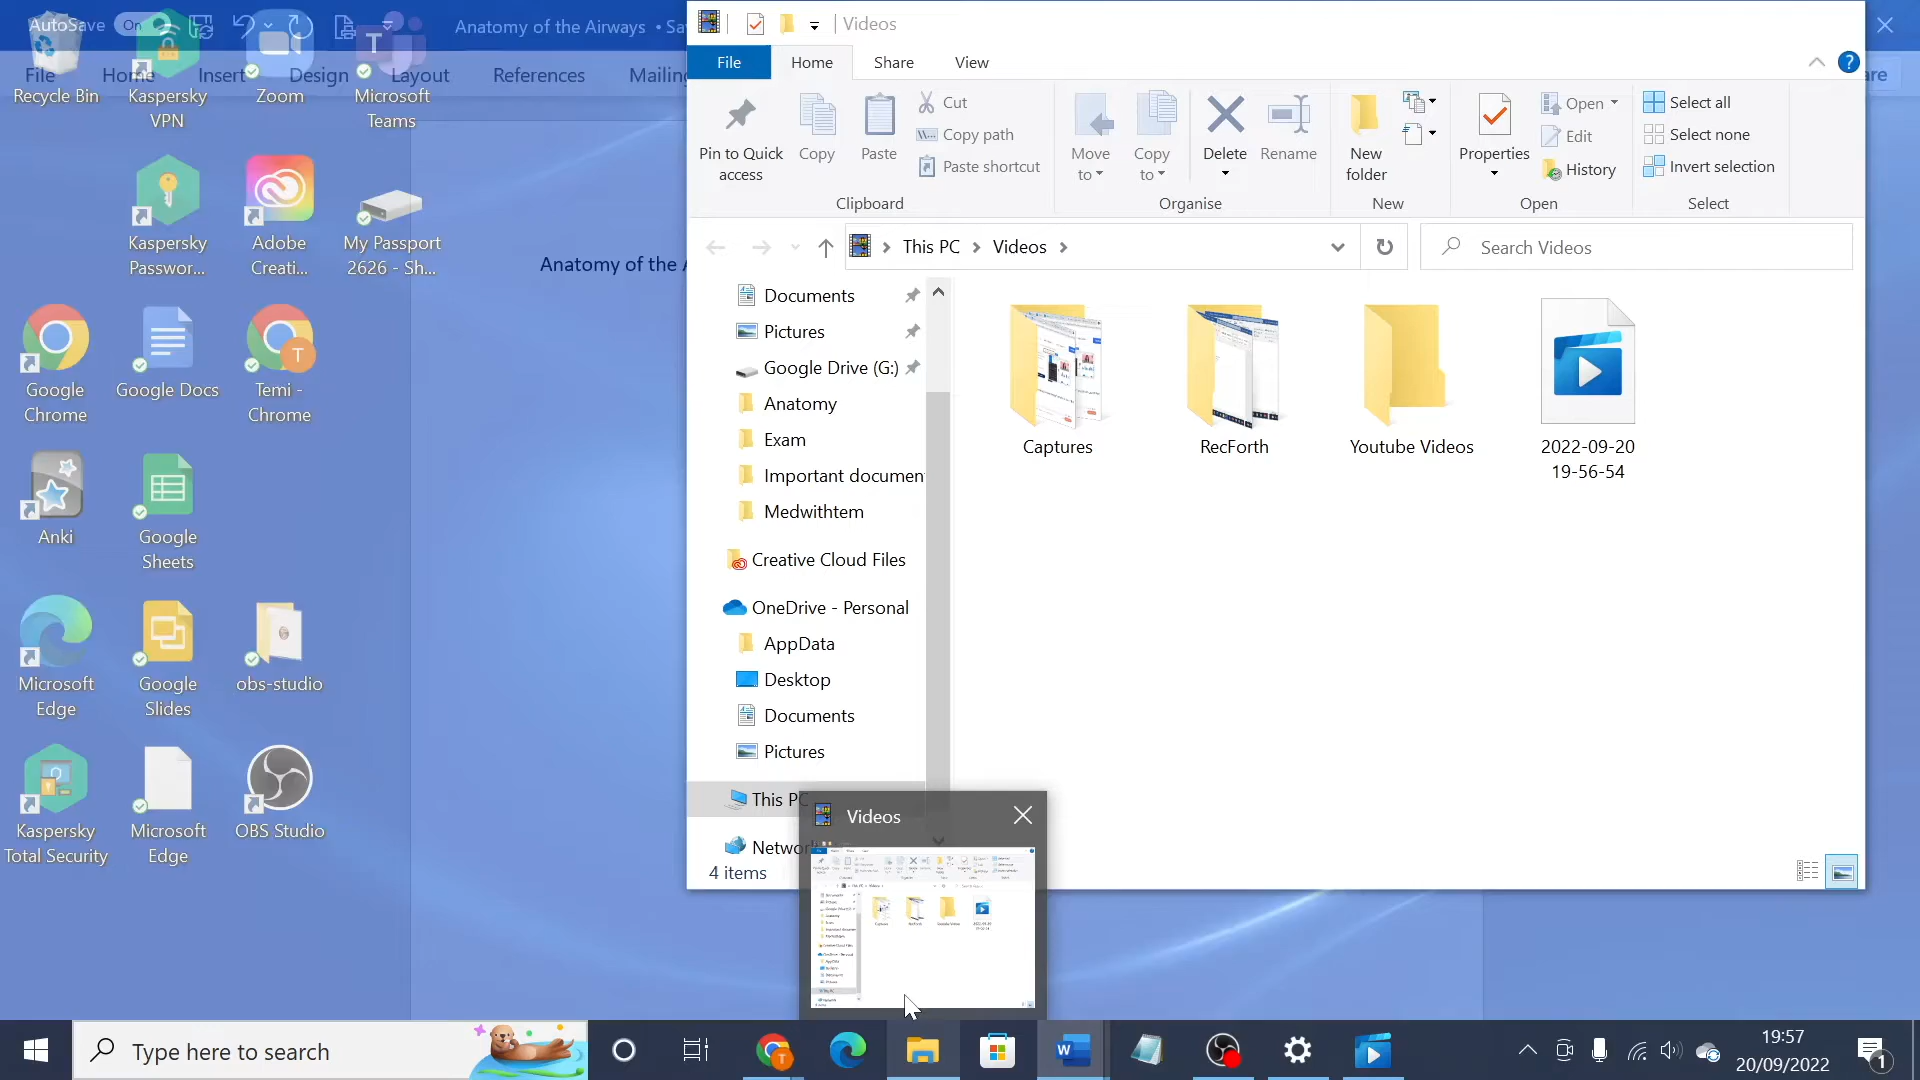 AutoSave On Anatomy of the Airways • Sa
File Home Insert Design Layout References Mailin
are
Recycle Bin
Kaspersky
VPN
Zoom
Microsoft
Teams
Kaspersky
Passwor...
Adobe
Creati...
My Passport
2626 - Sh...
Google
Chrome
Google Docs
Temi -
Chrome
Anki
Google
Sheets
Microsoft
Edge
Google
Slides
obs-studio
Kaspersky
Total Security
Microsoft
Edge
OBS Studio
Anatomy of the
Videos
File Home Share View
Pin to Quick
access
Copy
Paste
Cut
Copy path
Paste shortcut
Clipboard
Move
to
Copy
to
Delete
Rename
Organise
New
folder
New
Properties
Open
Edit
History
Open
Select all
Select none
Invert selection
Select
This PC Videos
Search Videos
Documents
Pictures
Google Drive (G:)
Anatomy
Exam
Important documen
Medwithtem
Creative Cloud Files
OneDrive - Personal
AppData
Desktop
Documents
Pictures
This PC
Networ
4 items
Captures
RecForth
Youtube Videos
2022-09-20
19-56-54
Videos
Type here to search
19:57
20/09/2022
1